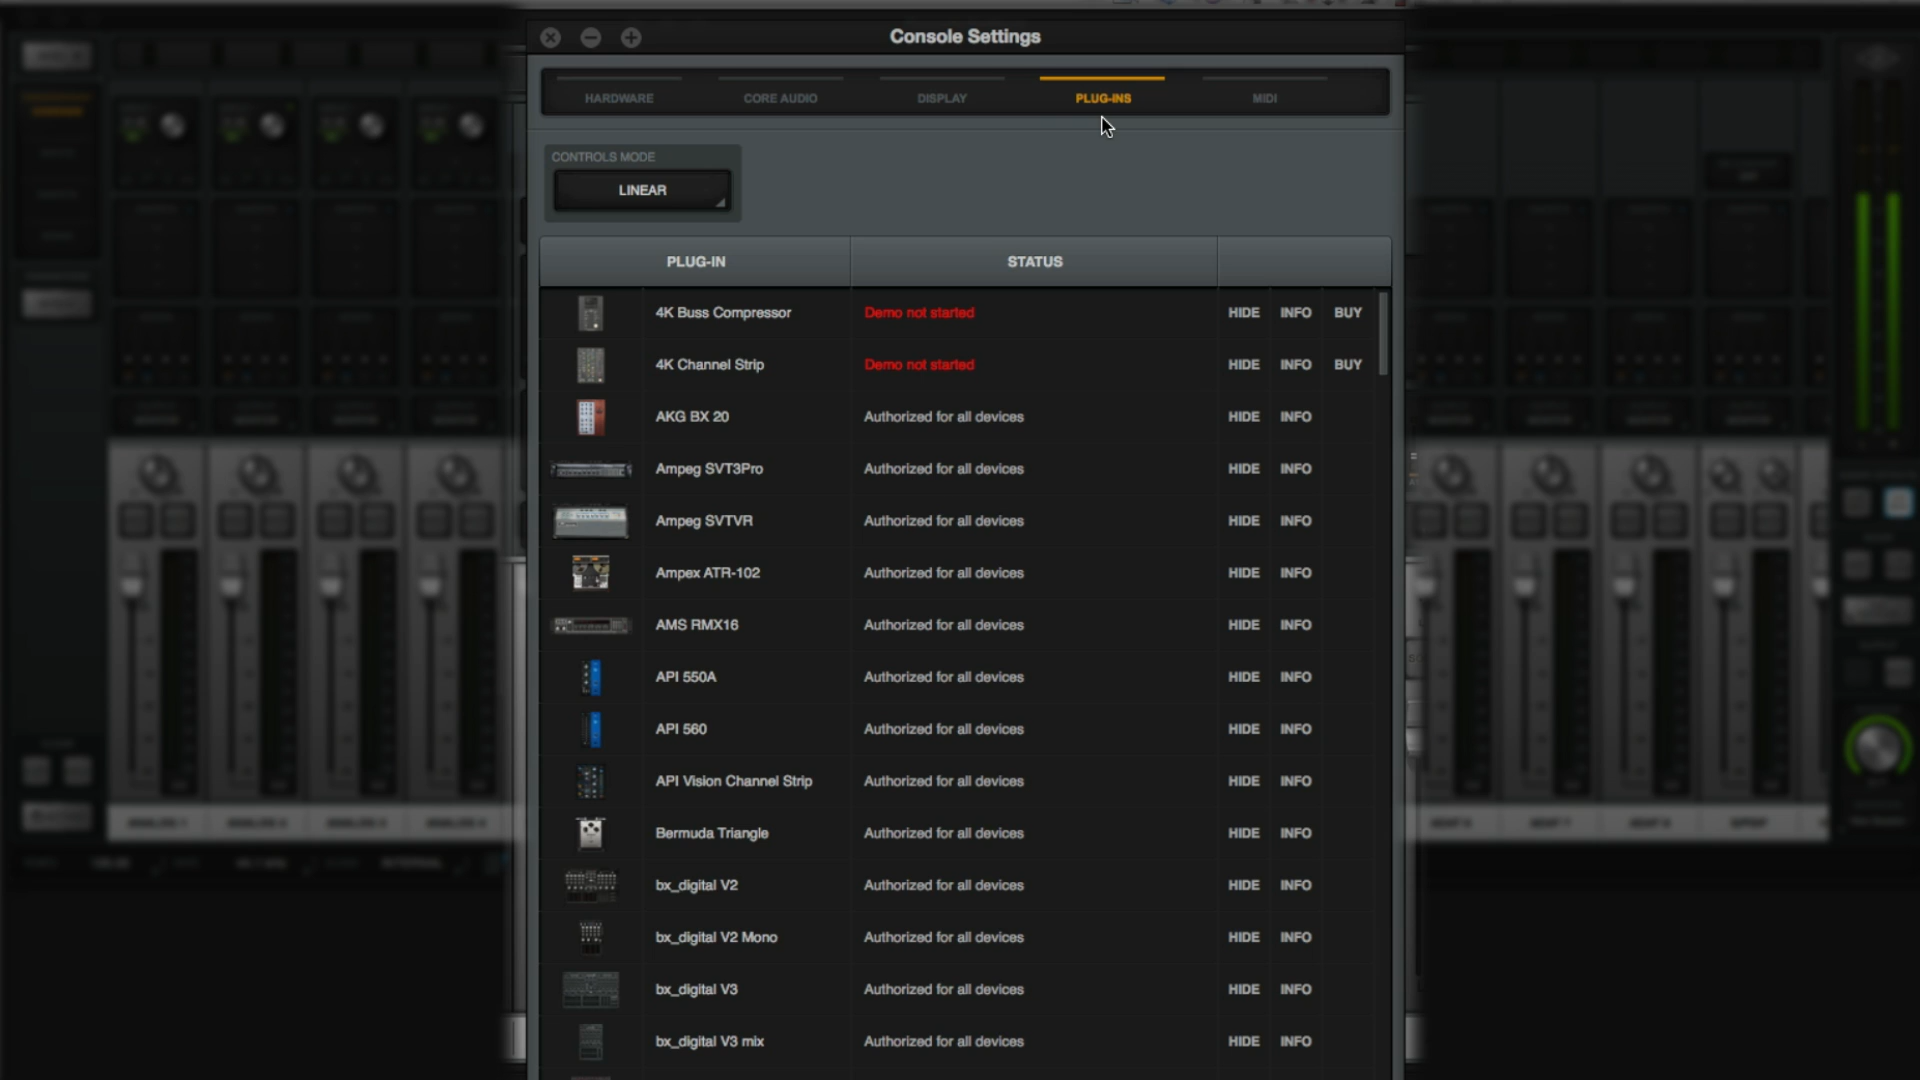 Console Settings
HARDWARE CORE AUDIO DISPLAY PLUG-INS MIDI
CONTROLS MODE
LINEAR
PLUG-IN STATUS
4K Buss Compressor Demo not started HIDE INFO BUY
4K Channel Strip Demo not started HIDE INFO BUY
AKG BX 20 Authorized for all devices HIDE INFO
Ampeg SVT3Pro Authorized for all devices HIDE INFO
Ampeg SVTVR Authorized for all devices HIDE INFO
Ampex ATR-102 Authorized for all devices HIDE INFO
AMS RMX16 Authorized for all devices HIDE INFO
API 550A Authorized for all devices HIDE INFO
API 560 Authorized for all devices HIDE INFO
API Vision Channel Strip Authorized for all devices HIDE INFO
Bermuda Triangle Authorized for all devices HIDE INFO
bx_digital V2 Authorized for all devices HIDE INFO
bx_digital V2 Mono Authorized for all devices HIDE INFO
bx_digital V3 Authorized for all devices HIDE INFO
bx_digital V3 mix Authorized for all devices HIDE INFO